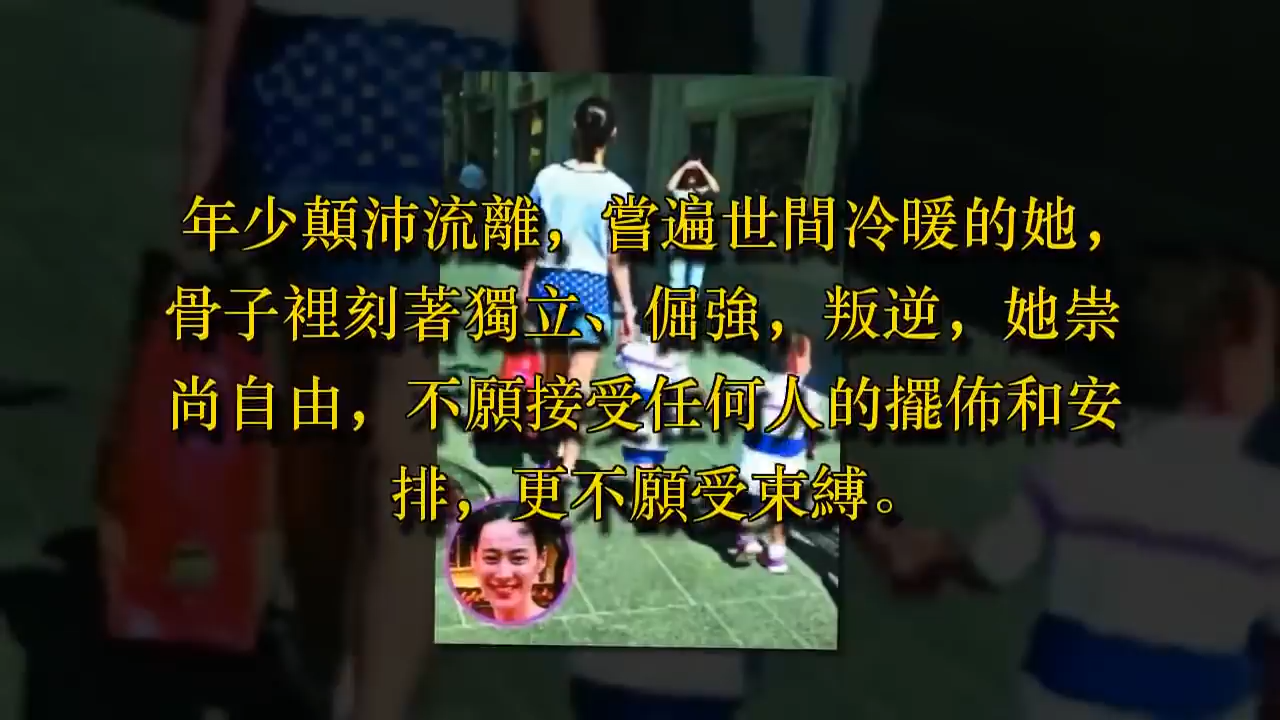 年少顛沛流離，嘗遍世間冷暖的她，
骨子裡刻著獨立、倔強，叛逆，她崇
尚自由，不願接受任何人的擺佈和安
排，更不願受束縛。